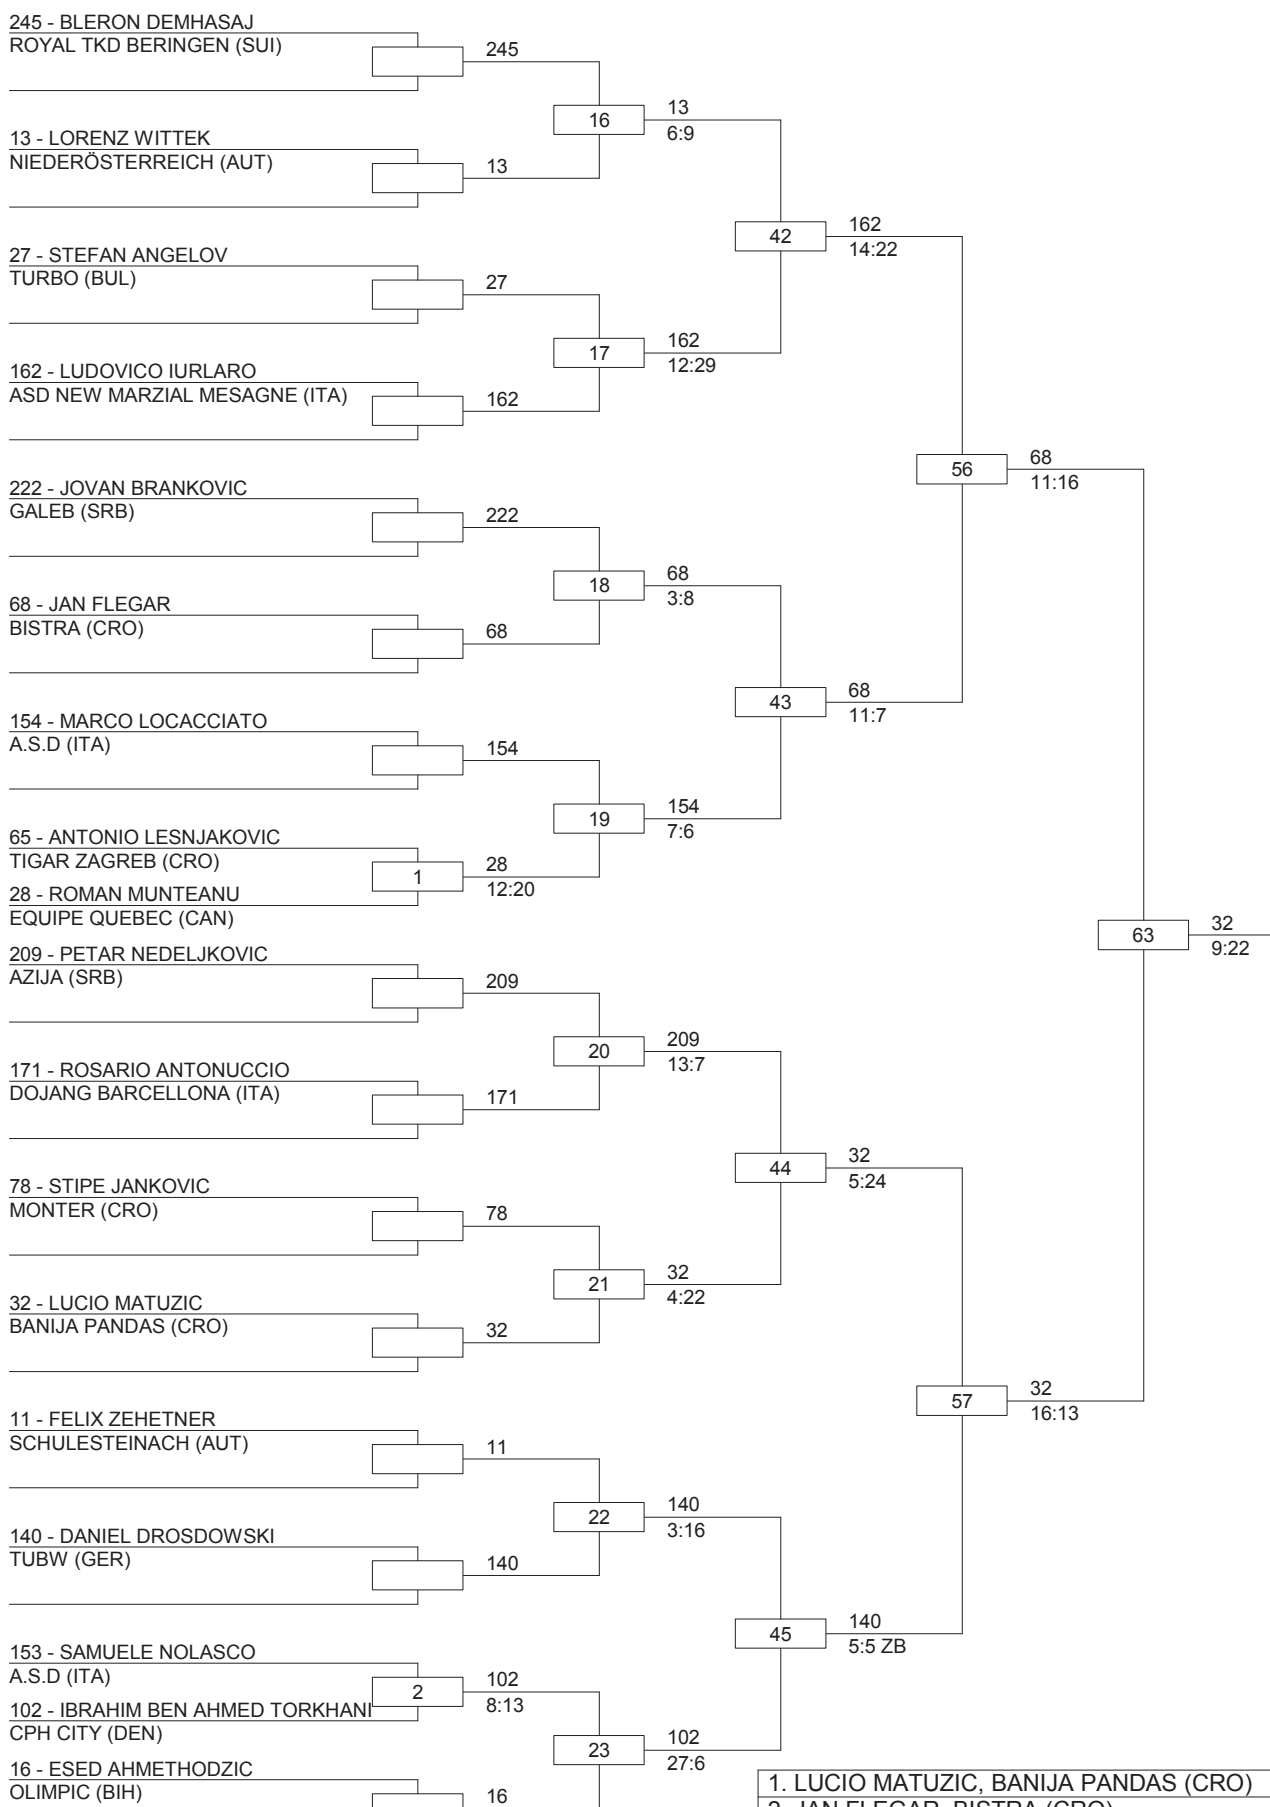 245 - BLERON DEMHASAJ
ROYAL TKD BERINGEN (SUI)
245
16
13
6:9
13 - LORENZ WITTEK
NIEDERÖSTERREICH (AUT)
13
42
162
14:22
27 - STEFAN ANGELOV
TURBO (BUL)
27
17
162
12:29
162 - LUDOVICO IURLARO
ASD NEW MARZIAL MESAGNE (ITA)
162
56
68
11:16
222 - JOVAN BRANKOVIC
GALEB (SRB)
222
18
68
3:8
68 - JAN FLEGAR
BISTRA (CRO)
68
43
68
11:7
154 - MARCO LOCACCIATO
A.S.D (ITA)
154
19
154
7:6
65 - ANTONIO LESNJAKOVIC
TIGAR ZAGREB (CRO)
1
28
12:20
28 - ROMAN MUNTEANU
EQUIPE QUEBEC (CAN)
63
32
9:22
209 - PETAR NEDELJKOVIC
AZIJA (SRB)
209
20
209
13:7
171 - ROSARIO ANTONUCCIO
DOJANG BARCELLONA (ITA)
171
44
32
5:24
78 - STIPE JANKOVIC
MONTER (CRO)
78
21
32
4:22
32 - LUCIO MATUZIC
BANIJA PANDAS (CRO)
32
57
32
16:13
11 - FELIX ZEHETNER
SCHULESTEINACH (AUT)
11
22
140
3:16
140 - DANIEL DROSDOWSKI
TUBW (GER)
140
45
140
5:5 ZB
153 - SAMUELE NOLASCO
A.S.D (ITA)
2
102
8:13
102 - IBRAHIM BEN AHMED TORKHANI
CPH CITY (DEN)
23
102
27:6
16 - ESED AHMETHODZIC
OLIMPIC (BIH)
16
1. LUCIO MATUZIC, BANIJA PANDAS (CRO)
2. JAN FLEGAR, BISTRA (CRO)